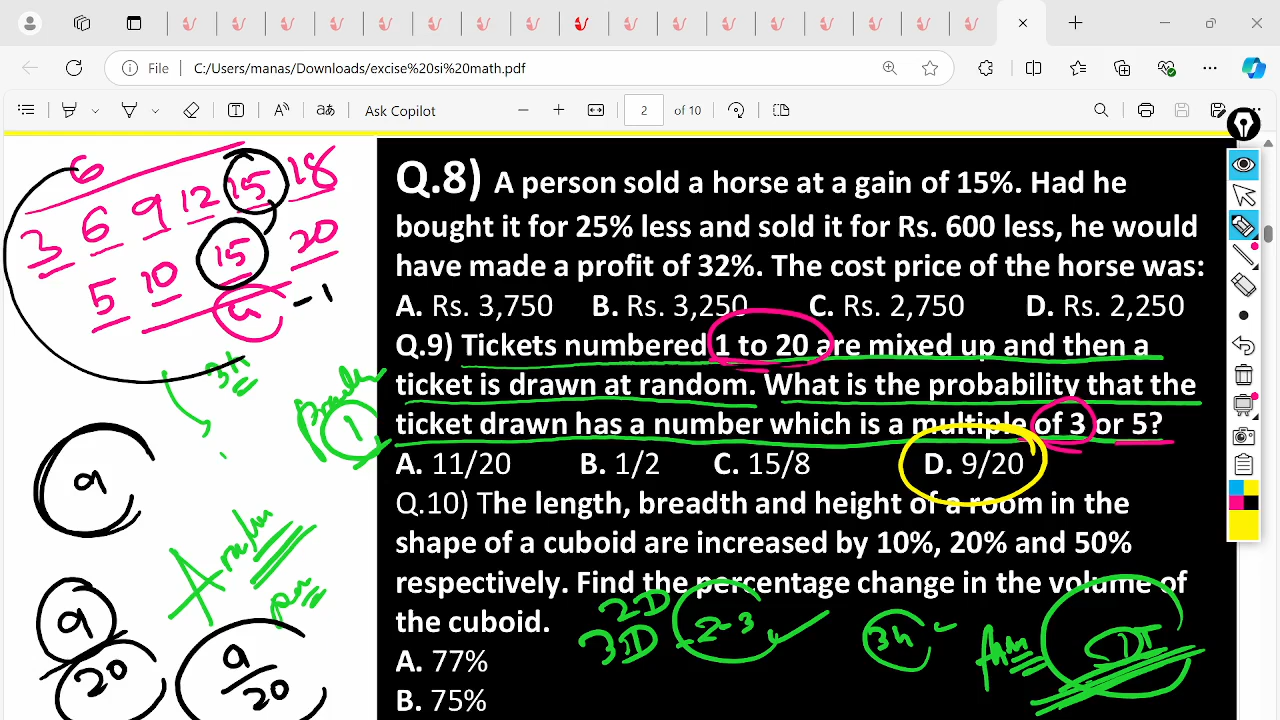 File C:/Users/manas/Downloads/excise%20si%20math.pdf
Ask Copilot 2 of 10
6
3 6 9 12 15 18
5 10 15 20
4 -1
Q.8) A person sold a horse at a gain of 15%. Had he
bought it for 25% less and sold it for Rs. 600 less, he would
have made a profit of 32%. The cost price of the horse was:
A. Rs. 3,750 B. Rs. 3,250 C. Rs. 2,750 D. Rs. 2,250
Q.9) Tickets numbered 1 to 20 are mixed up and then a
ticket is drawn at random. What is the probability that the
ticket drawn has a number which is a multiple of 3 or 5?
A. 11/20 B. 1/2 C. 15/8 D. 9/20
Q.10) The length, breadth and height of a room in the
shape of a cuboid are increased by 10%, 20% and 50%
respectively. Find the percentage change in the volume of
the cuboid.
A. 77%
B. 75%
1
9
9
20
9
20
2D
3D
2-3